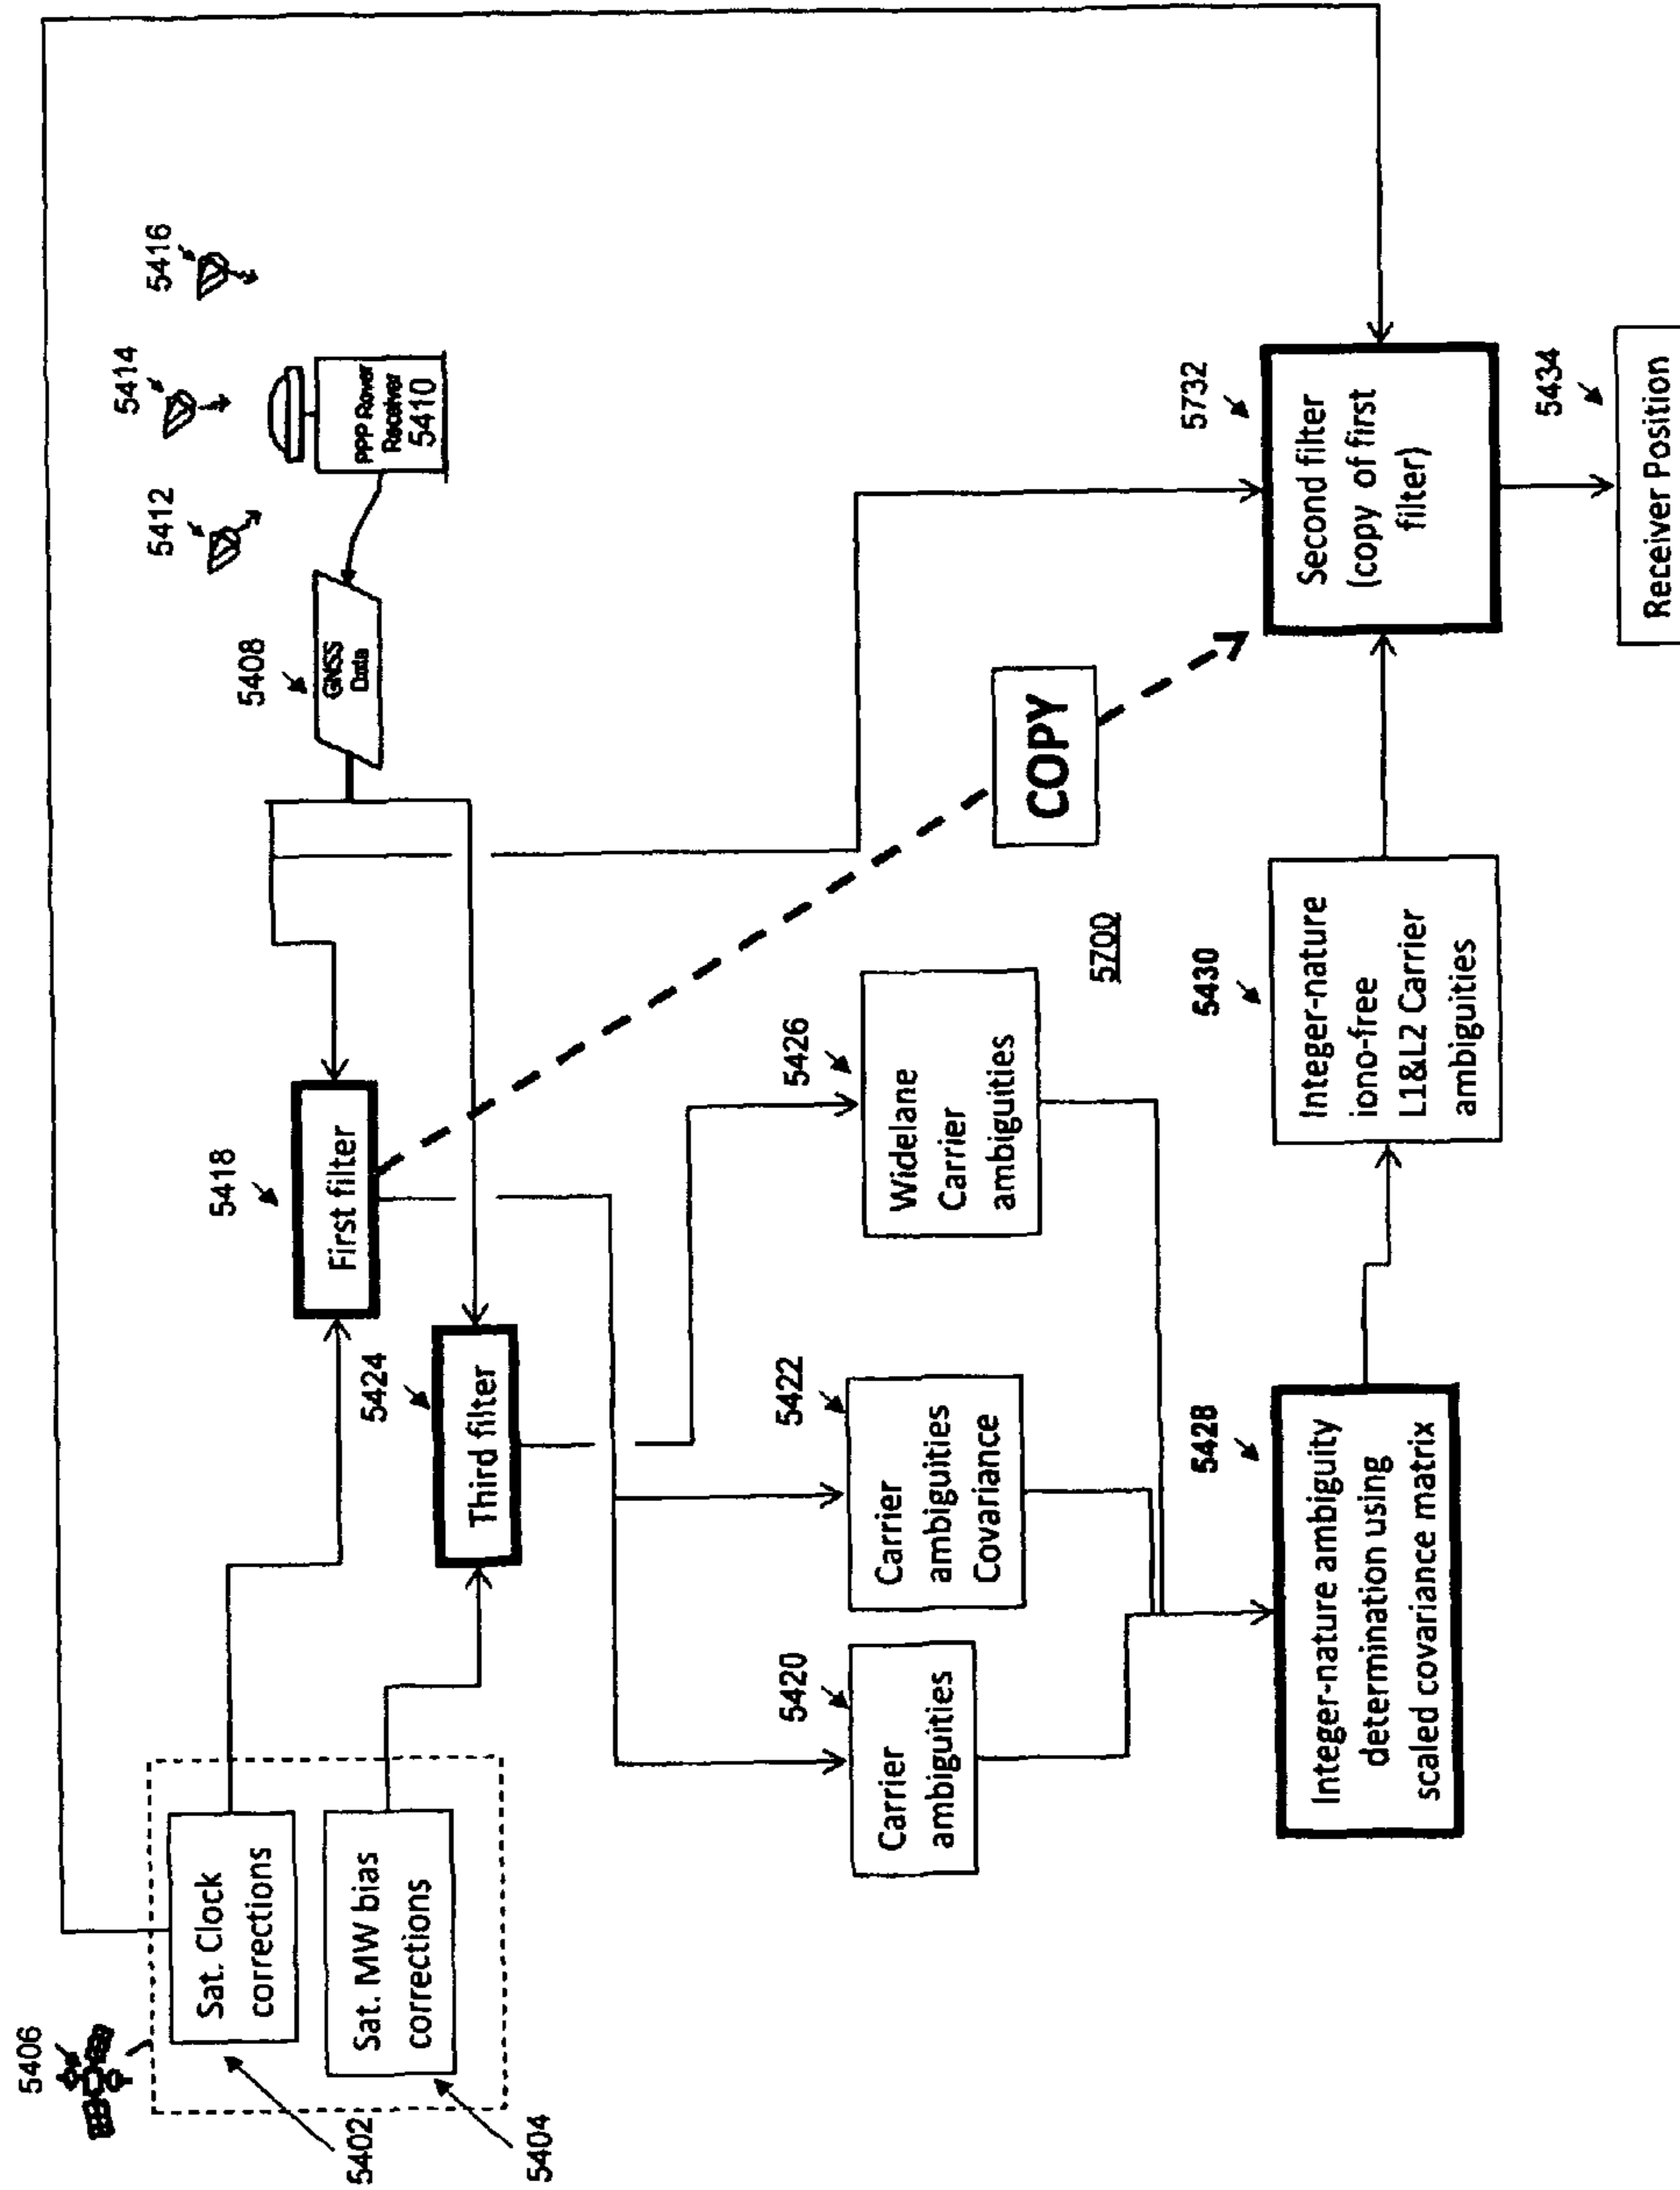 5406
Sat. Clock
corrections
Sat. MW bias
corrections
5402
5404
5418
First filter
5424
Third filter
5408
GNSS
Data
5412
5414
5416
PPP Rover
Receiver
5410
5420
Carrier
ambiguities
5422
Carrier
ambiguities
Covariance
5426
Widelane
Carrier
ambiguities
5700
COPY
5428
Integer-nature ambiguity
determination using
scaled covariance matrix
5430
Integer-nature
iono-free
L1&L2 Carrier
ambiguities
5732
Second filter
(copy of first
filter)
5434
Receiver Position